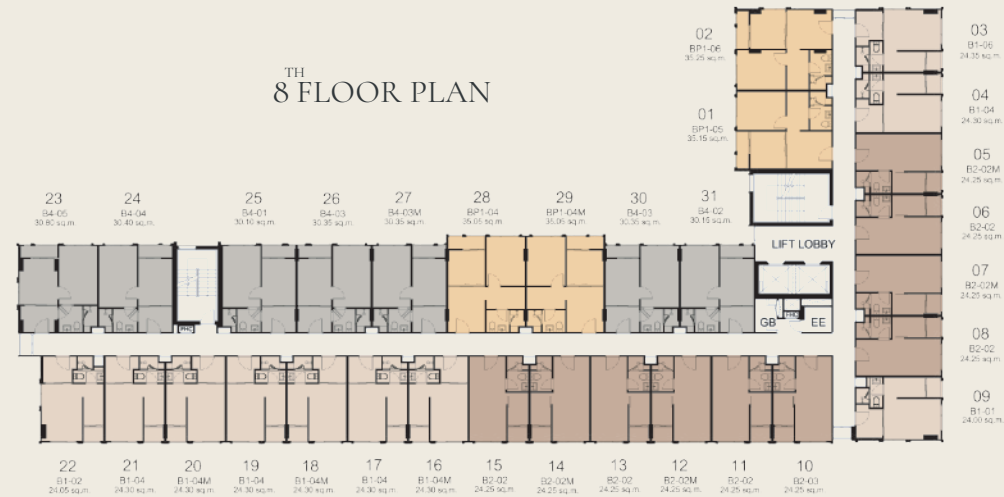 TH
8 FLOOR PLAN
02
BP1-06
35.25 sq.m.
01
BP1-05
35.15 sq.m.
03
B1-06
24.35 sq.m.
04
B1-04
24.30 sq.m.
05
B2-02M
24.25 sq.m.
06
B2-02
24.25 sq.m.
07
B2-02M
24.25 sq.m.
08
B2-02
24.25 sq.m.
09
B1-01
24.00 sq.m.
23
B4-05
30.80 sq.m.
24
B4-04
30.40 sq.m.
25
B4-01
30.10 sq.m.
26
B4-03
30.35 sq.m.
27
B4-03M
30.35 sq.m.
28
BP1-04
35.05 sq.m.
29
BP1-04M
35.05 sq.m.
30
B4-03
30.35 sq.m.
31
B4-02
30.15 sq.m.
LIFT LOBBY
FHC
FHC
GB
EE
22
B1-02
24.05 sq.m.
21
B1-04
24.30 sq.m.
20
B1-04M
24.30 sq.m.
19
B1-04
24.30 sq.m.
18
B1-04M
24.30 sq.m.
17
B1-04
24.30 sq.m.
16
B1-04M
24.30 sq.m.
15
B2-02
24.25 sq.m.
14
B2-02M
24.25 sq.m.
13
B2-02
24.25 sq.m.
12
B2-02M
24.25 sq.m.
11
B2-02
24.25 sq.m.
10
B2-03
24.25 sq.m.